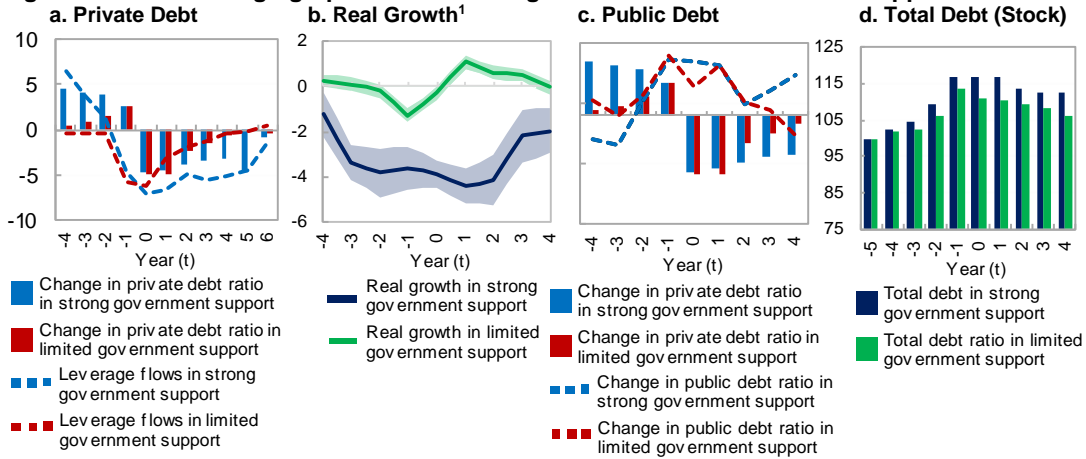 a. Private Debt
b. Real Growth¹
c. Public Debt
d. Total Debt (Stock)
10
5
0
-5
-10
-4 -3 -2 -1 0 1 2 3 4 5 6
Year (t)
Change in private debt ratio
in strong government support
Change in private debt ratio in
limited government support
Leverage flows in strong
government support
Leverage flows in limited
government support
2
0
-2
-4
-6
-4 -3 -2 -1 0 1 2 3 4
Year (t)
Real growth in strong
government support
Real growth in limited
government support
-4 -3 -2 -1 0 1 2 3 4
Year (t)
Change in private debt ratio
in strong government support
Change in private debt ratio in
limited government support
Change in public debt ratio in
strong government support
Change in public debt ratio in
limited government support
125
115
105
95
85
75
-5 -4 -3 -2 -1 0 1 2 3 4
Year (t)
Total debt in strong
government support
Total debt ratio in limited
government support